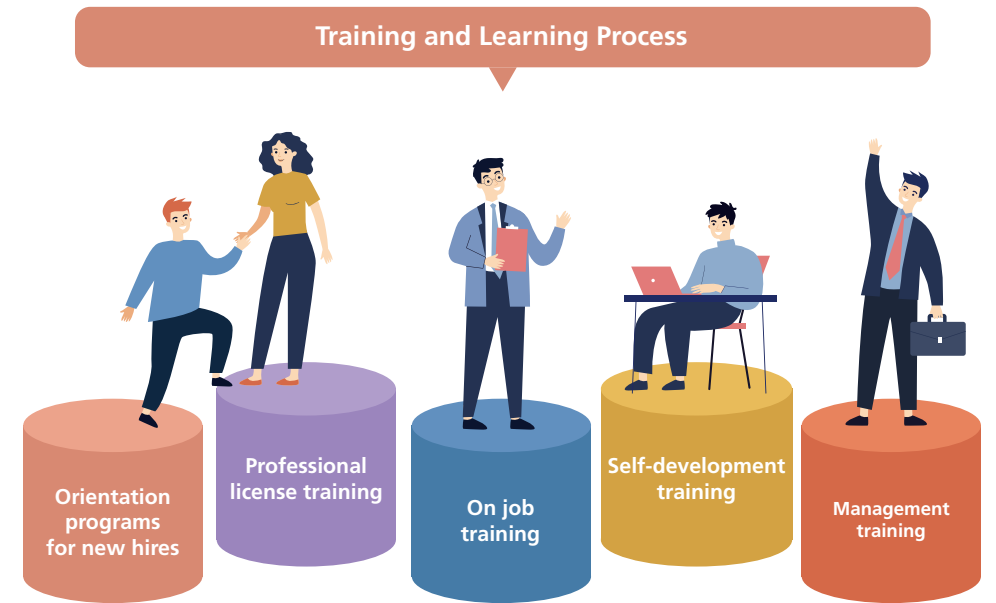 Training and Learning Process
Orientation
programs
for new hires
Professional
license training
On job
training
Self-development
training
Management
training